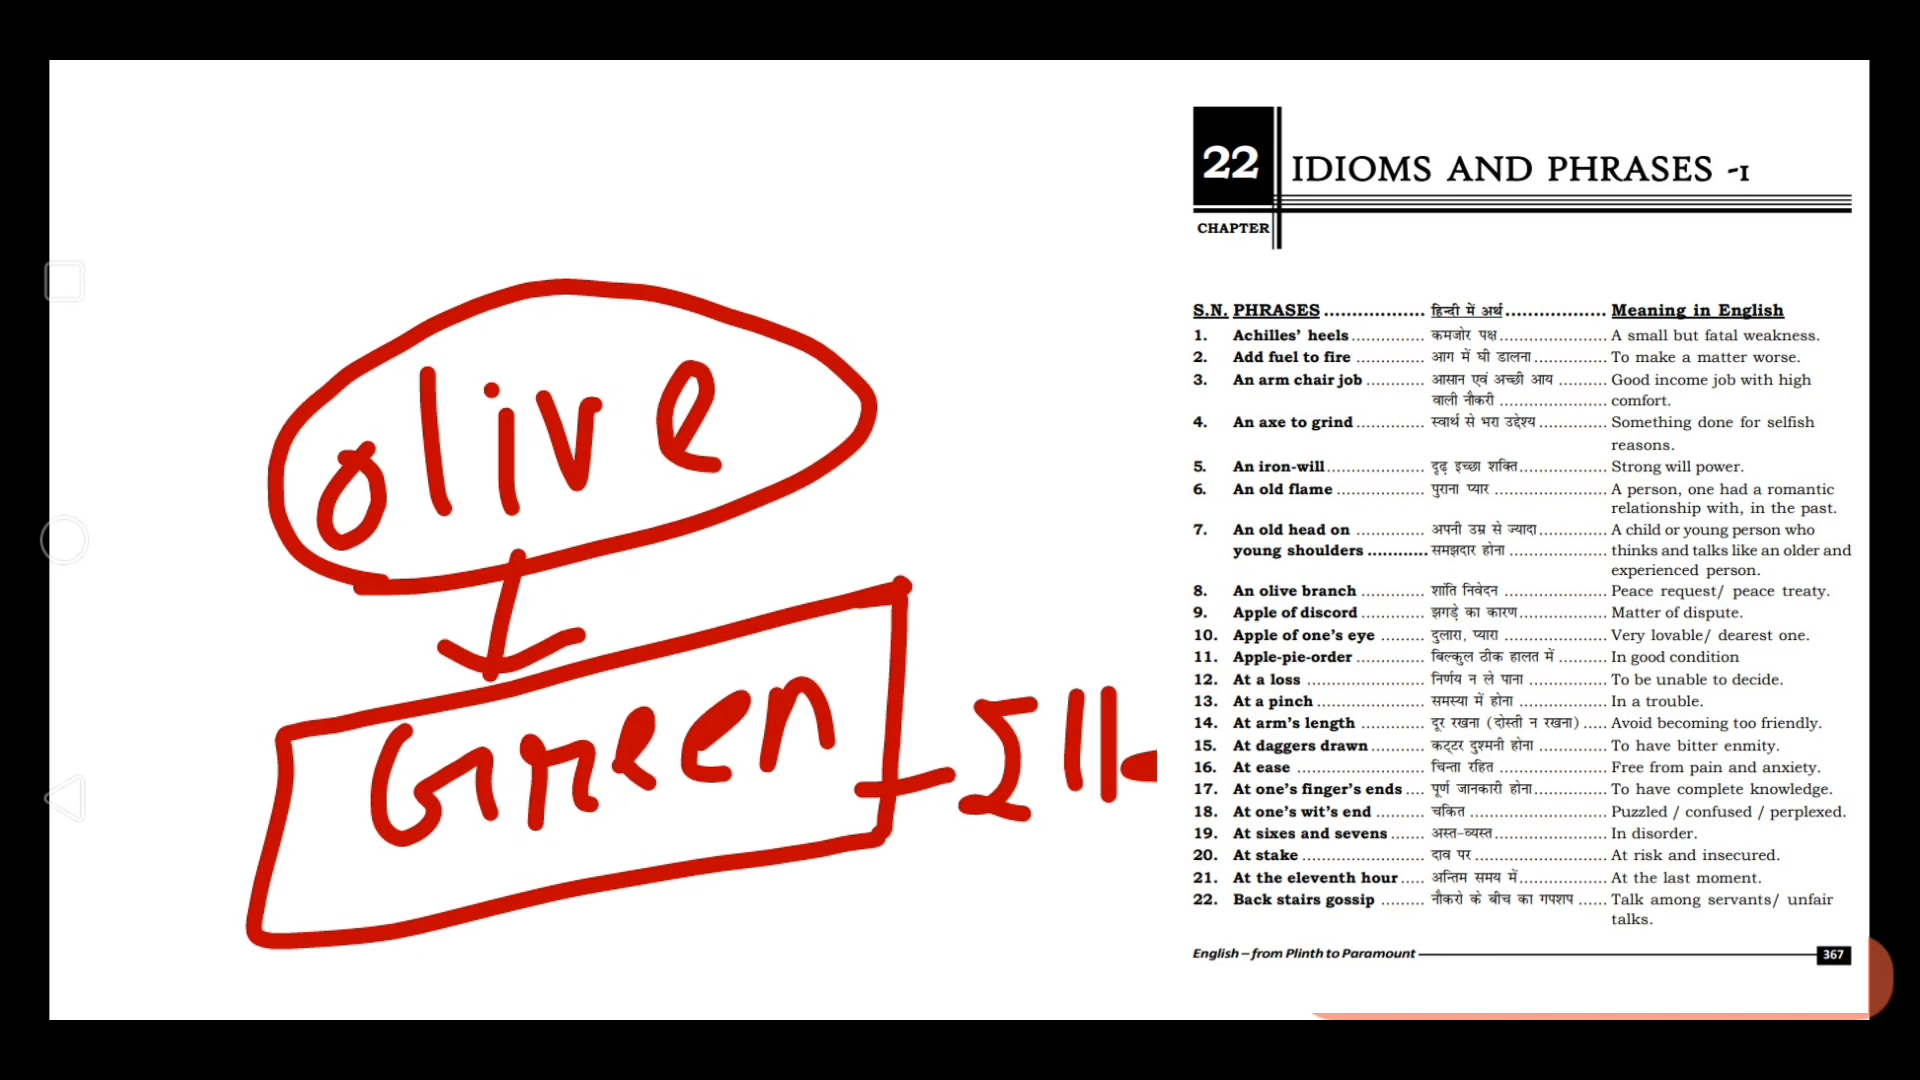 olive
Green
22
IDIOMS AND PHRASES -I
CHAPTER
S.N. PHRASES .................. हिन्दी में अर्थ .................. Meaning in English
1. Achilles’ heels ............... कमजोर पक्ष ...................... A small but fatal weakness.
2. Add fuel to fire .............. आग में घी डालना ............... To make a matter worse.
3. An arm chair job ............ आसान एवं अच्छी आय .......... Good income job with high
वाली नौकरी ...................... comfort.
4. An axe to grind .............. स्वार्थ से भरा उद्देश्य .............. Something done for selfish
reasons.
5. An iron-will .................... दृढ़ इच्छा शक्ति .................. Strong will power.
6. An old flame .................. पुराना प्यार ....................... A person, one had a romantic
relationship with, in the past.
7. An old head on .............. अपनी उम्र से ज्यादा .............. A child or young person who
young shoulders ............ समझदार होना .................... thinks and talks like an older and
experienced person.
8. An olive branch ............. शांति निवेदन ..................... Peace request/ peace treaty.
9. Apple of discord ............. झगड़े का कारण .................. Matter of dispute.
10. Apple of one’s eye ......... दुलारा, प्यारा ..................... Very lovable/ dearest one.
11. Apple-pie-order .............. बिल्कुल ठीक हालत में .......... In good condition
12. At a loss ........................ निर्णय न ले पाना ................ To be unable to decide.
13. At a pinch ...................... समस्या में होना .................. In a trouble.
14. At arm’s length ............. दूर रखना (दोस्ती न रखना) ..... Avoid becoming too friendly.
15. At daggers drawn ........... कट्टर दुश्मनी होना .............. To have bitter enmity.
16. At ease .......................... चिन्ता रहित ...................... Free from pain and anxiety.
17. At one’s finger’s ends .... पूर्ण जानकारी होना ............... To have complete knowledge.
18. At one’s wit’s end .......... चकित ............................ Puzzled / confused / perplexed.
19. At sixes and sevens ....... अस्त-व्यस्त ....................... In disorder.
20. At stake ......................... दाव पर ........................... At risk and insecured.
21. At the eleventh hour ..... अन्तिम समय में .................. At the last moment.
22. Back stairs gossip ......... नौकरो के बीच का गपशप ...... Talk among servants/ unfair
talks.
English – from Plinth to Paramount
367